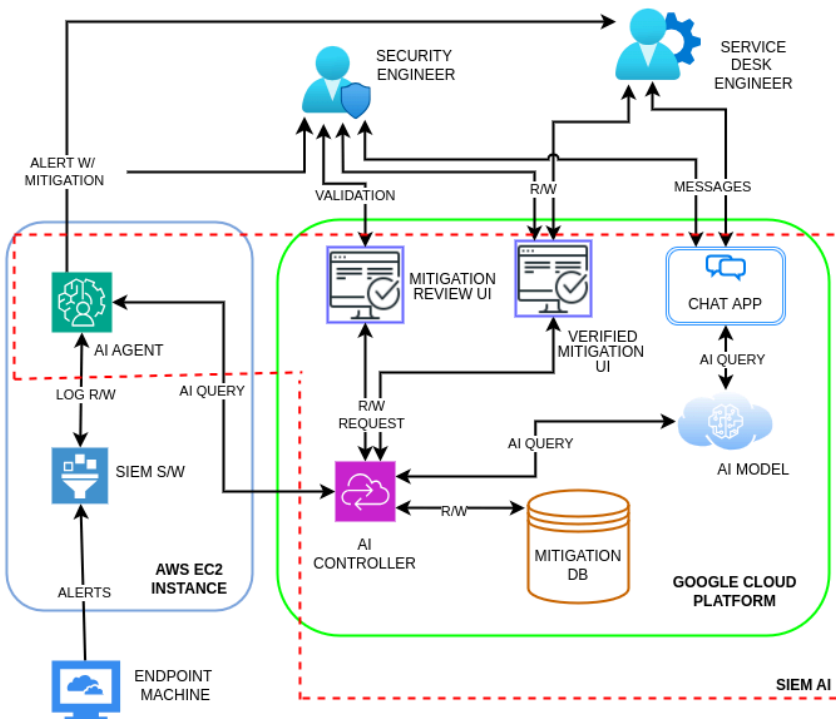 SECURITY
ENGINEER
SERVICE
DESK
ENGINEER
ALERT W/
MITIGATION
VALIDATION
R/W
MESSAGES
MITIGATION
REVIEW UI
VERIFIED
MITIGATION
UI
CHAT APP
AI AGENT
AI QUERY
LOG R/W
AI QUERY
R/W
REQUEST
AI QUERY
SIEM S/W
AI MODEL
R/W
AI
CONTROLLER
MITIGATION
DB
AWS EC2
INSTANCE
GOOGLE CLOUD
PLATFORM
ALERTS
ENDPOINT
MACHINE
SIEM AI